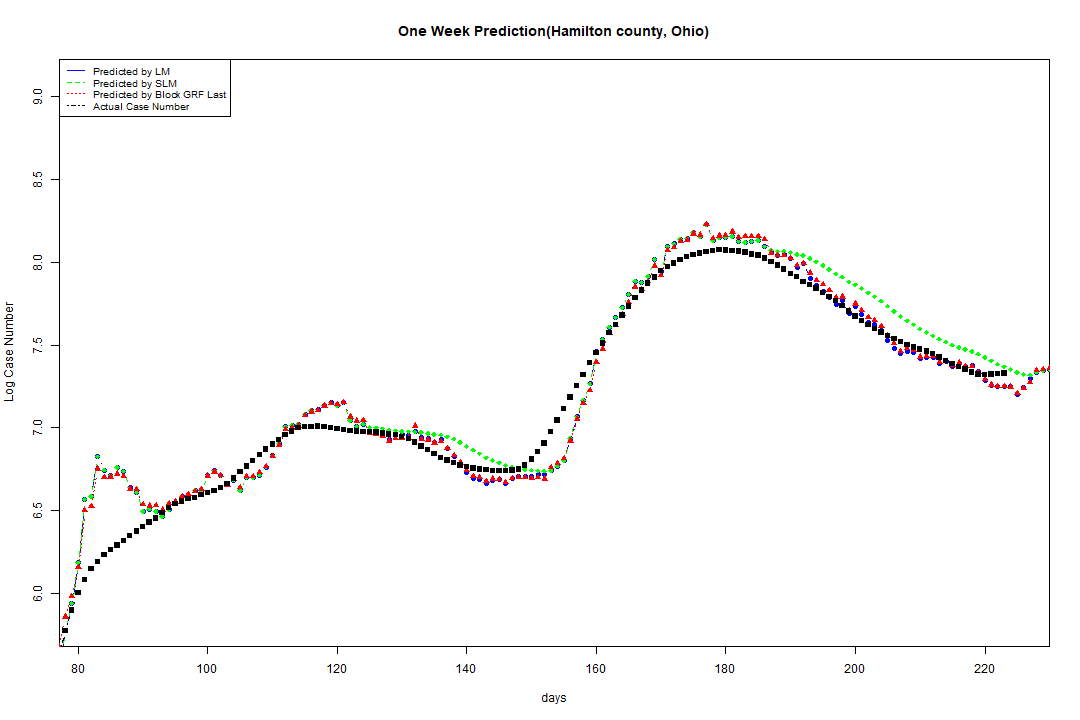 One Week Prediction(Hamilton county, Ohio)
Predicted by LM
Predicted by SLM
Predicted by Block GRF Last
Actual Case Number
9.0
8.5
8.0
7.5
7.0
6.5
6.0
Log Case Number
80 100 120 140 160 180 200 220
days